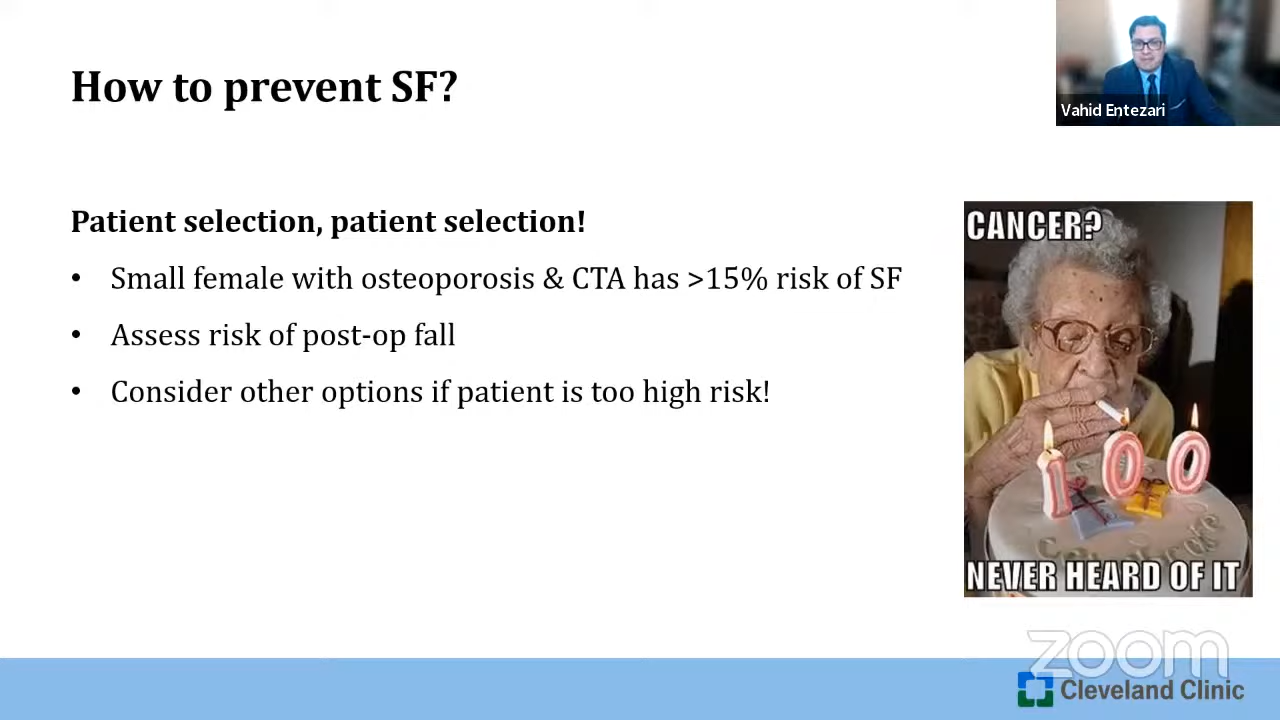 How to prevent SF?
Vahid Entezari
Patient selection, patient selection!
• Small female with osteoporosis & CTA has >15% risk of SF
• Assess risk of post-op fall
• Consider other options if patient is too high risk!
CANCER?
100
NEVER HEARD OF IT
zoom
Cleveland Clinic